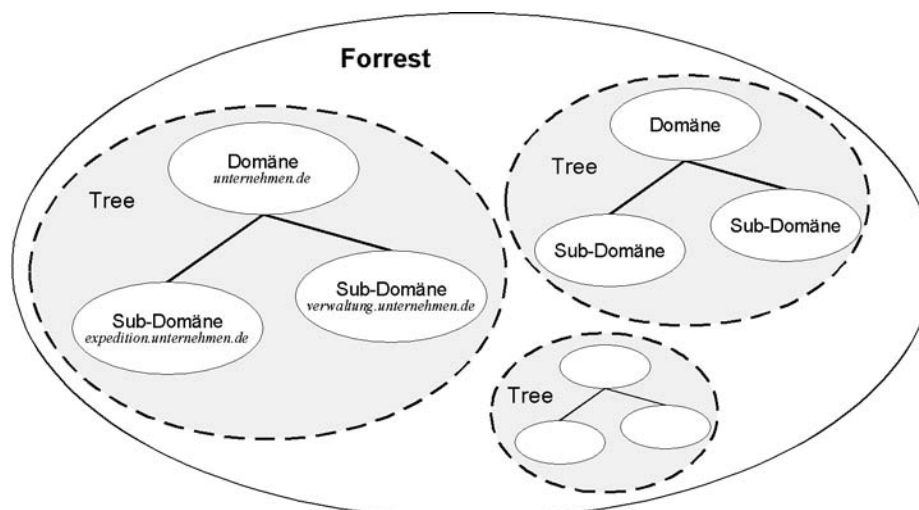 Forrest
Tree
Domäne
unternehmen.de
Sub-Domäne
expedition.unternehmen.de
Sub-Domäne
verwaltung.unternehmen.de
Tree
Domäne
Sub-Domäne
Sub-Domäne
Tree